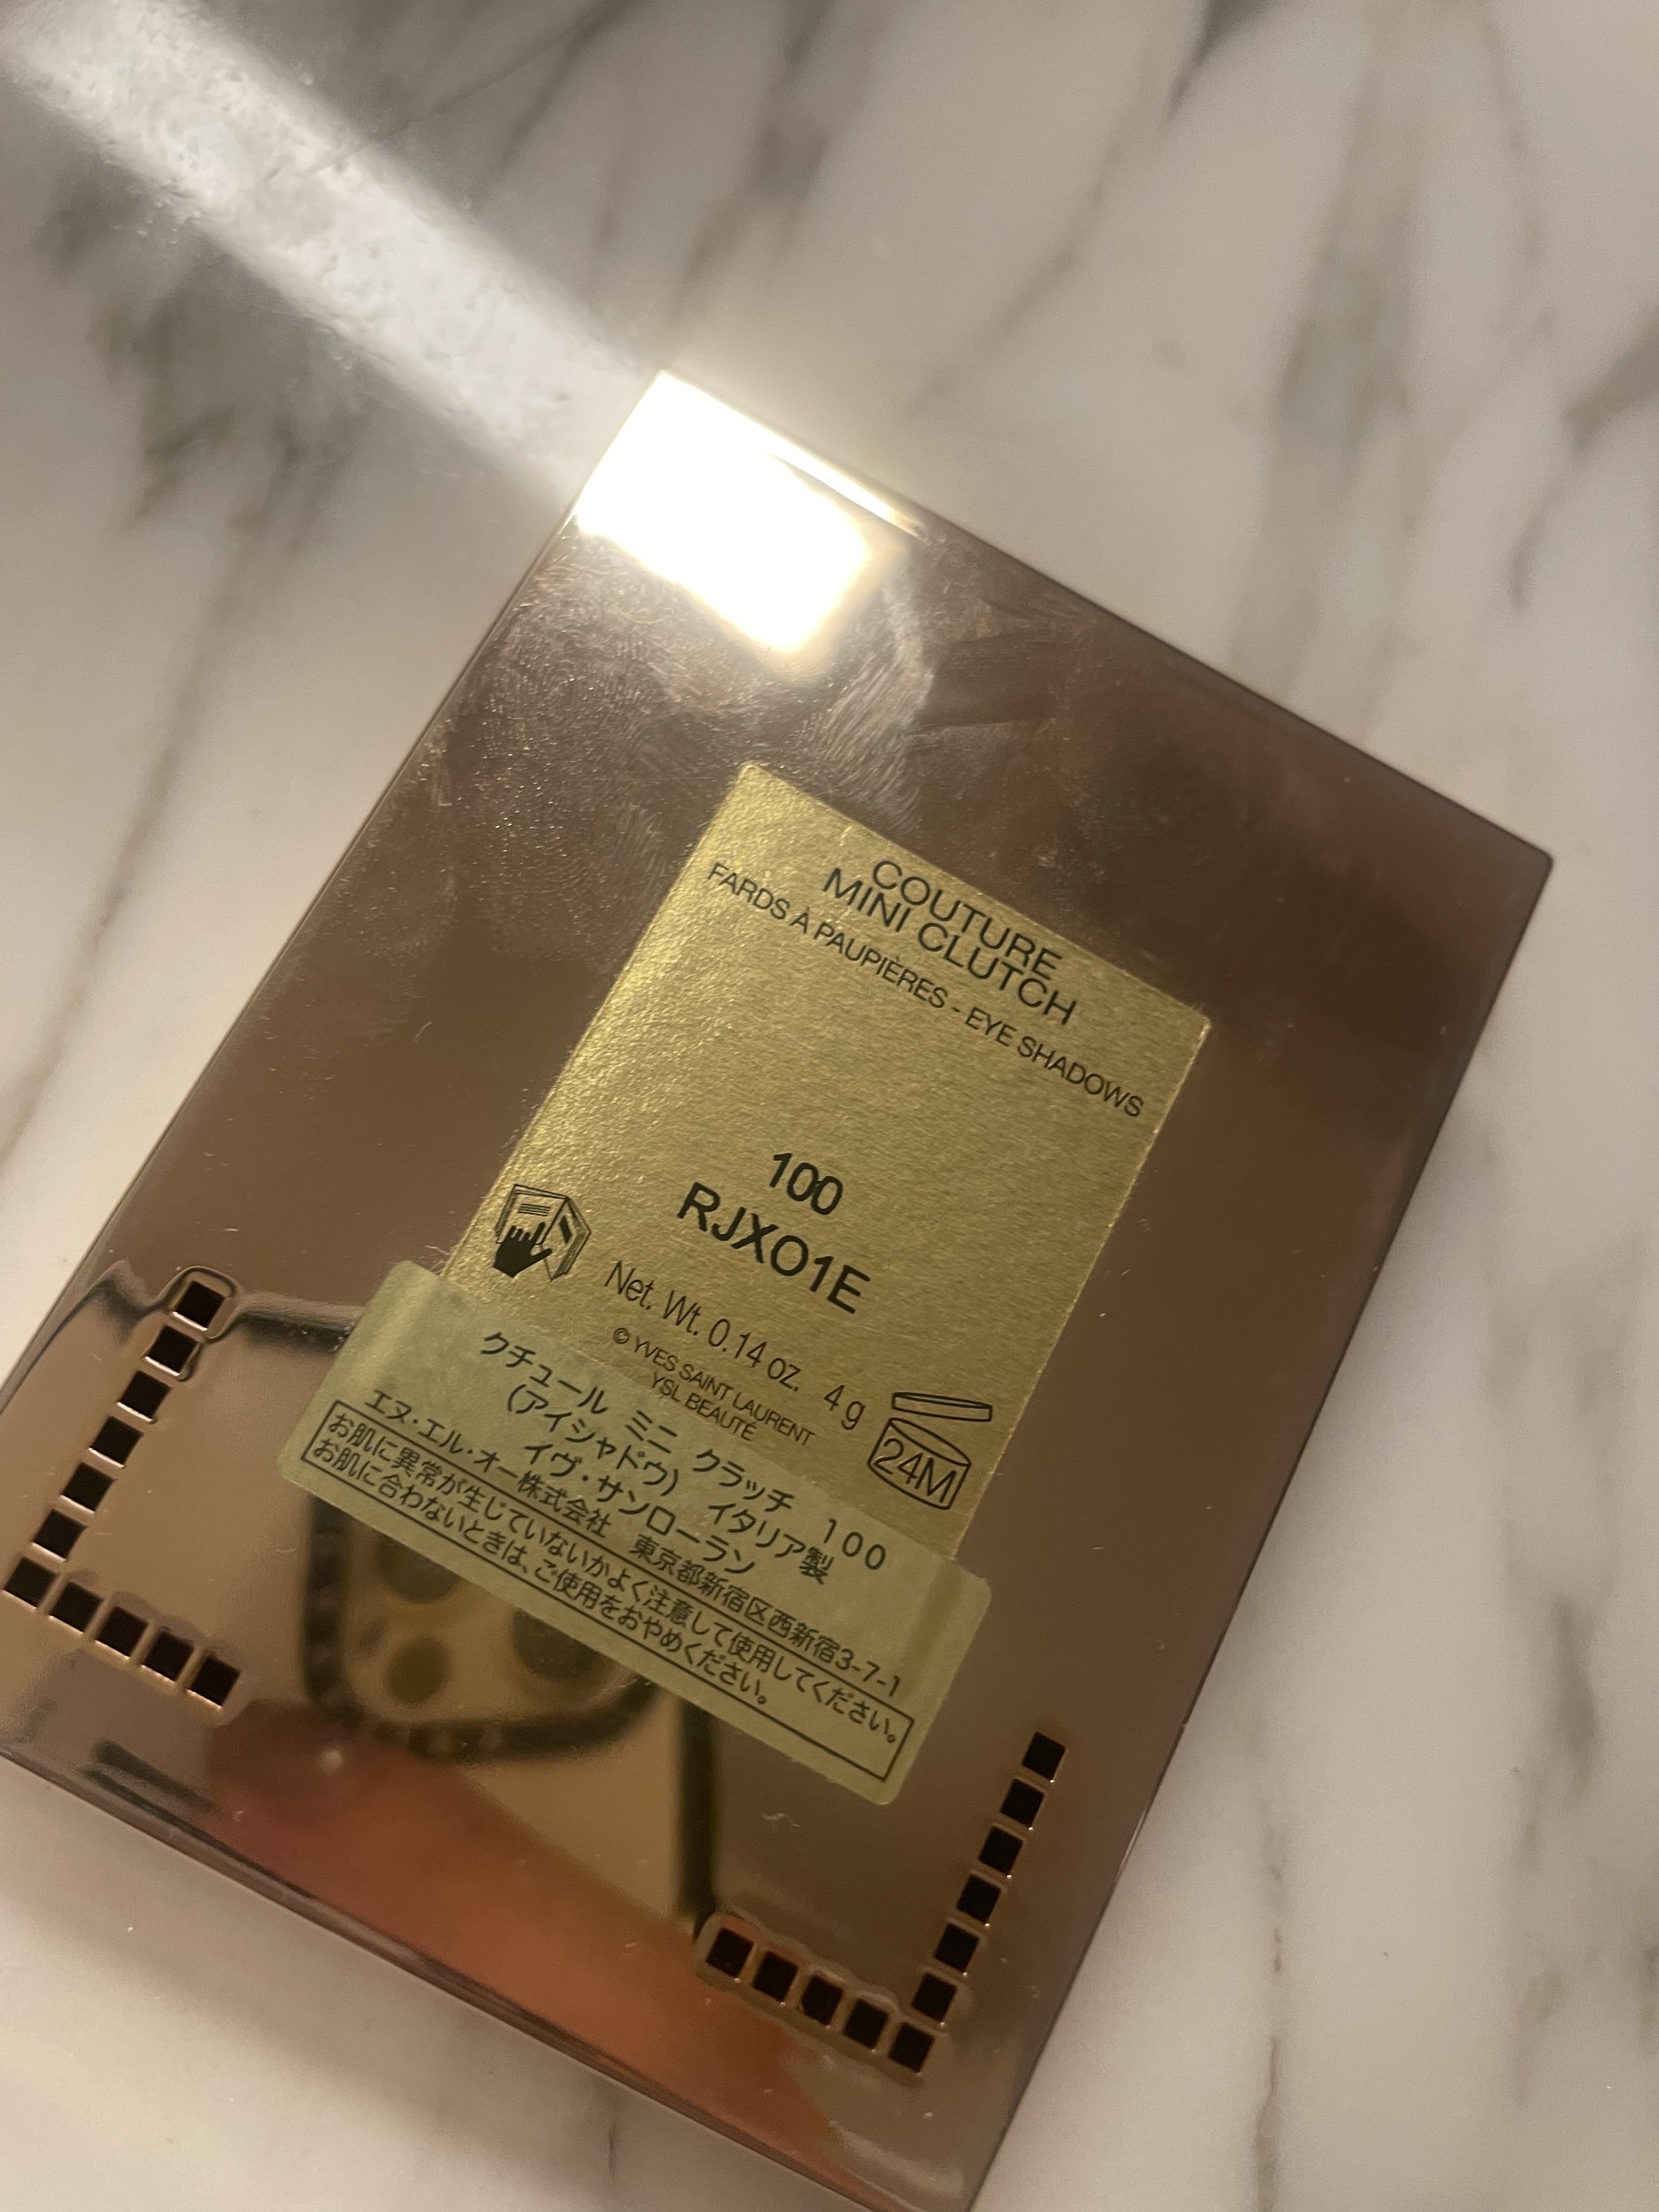 COUTURE
MINI CLUTCH
FARDS À PAUPIÈRES - EYE SHADOWS
100
RJXO1E
Net. Wt. 0.14 oz. 4 g
© YVES SAINT LAURENT
YSL BEAUTÉ
24M
クチュール ミニ クラッチ 100
(アイシャドウ) イタリア製
イヴ・サンローラン
エヌ・エル・オー株式会社 東京都新宿区西新宿3-7-1
お肌に異常が生じていないかよく注意して使用してください。
お肌に合わないときは、ご使用をおやめください。